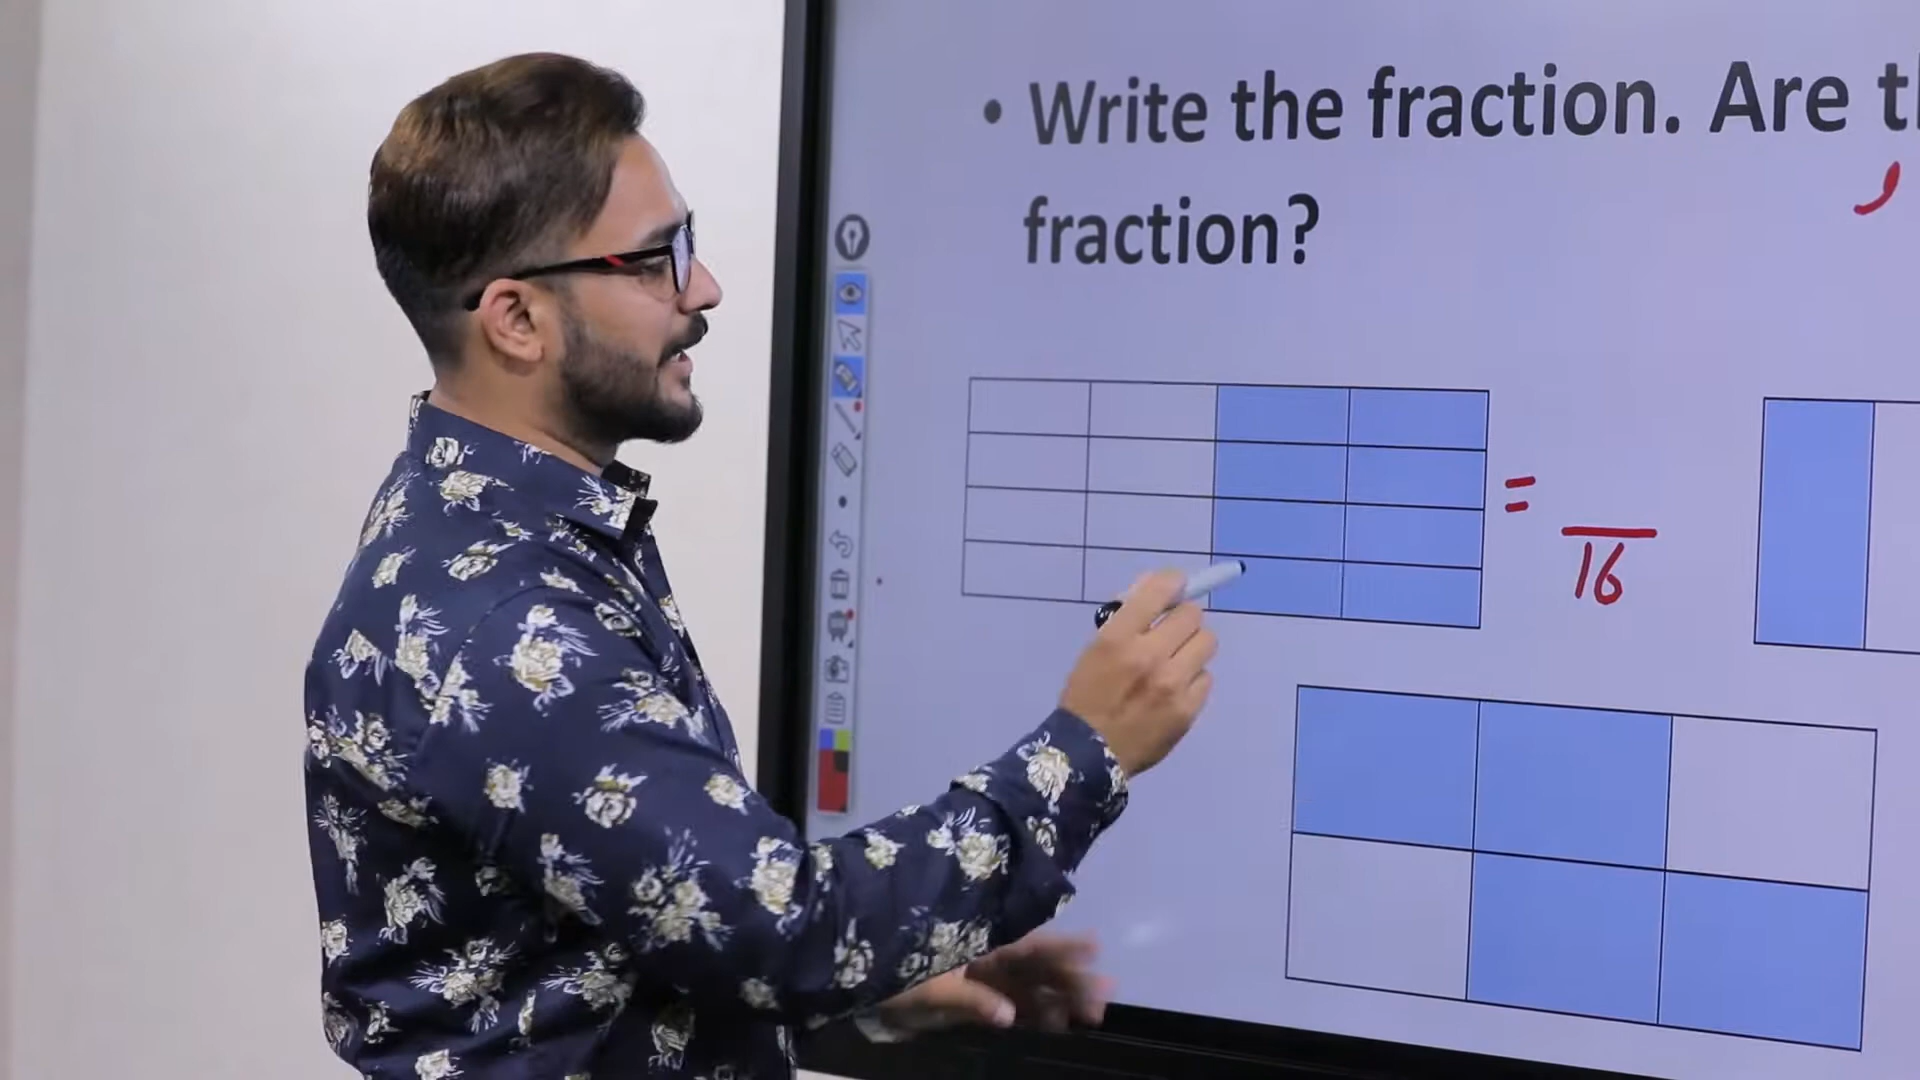 • Write the fraction. Are
fraction?
=
16